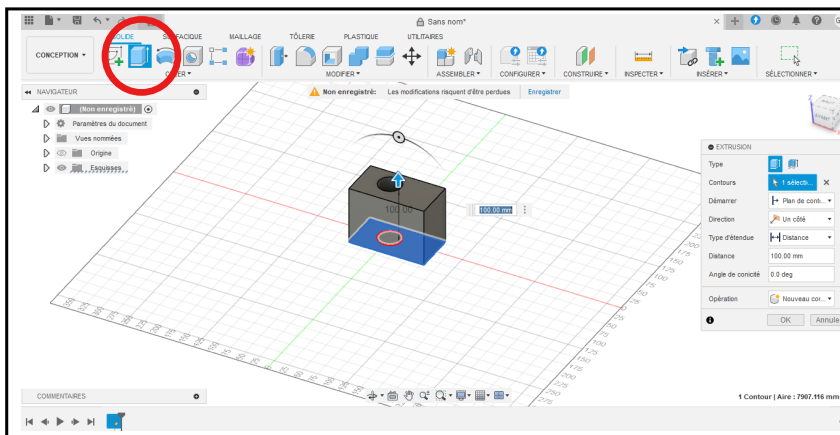 Sans nom*
SOLIDE SURFACIQUE MAILLAGE TÔLERIE PLASTIQUE UTILITAIRES
CONCEPTION
CRÉER MODIFIER ASSEMBLER CONFIGURER CONSTRUIRE INSPECTER INSÉRER SÉLECTIONNER
NAVIGATEUR
Non enregistré: Les modifications risquent d'être perdues Enregistrer
(Non enregistré)
Paramètres du document
Vues nommées
Origine
Esquisses
100.00
100.00 mm
EXTRUSION
Type
Contours 1 sélecti...
Démarrer Plan de cont...
Direction Un côté
Type d'étendue Distance
Distance 100.00 mm
Angle de conicité 0.0 deg
Opération Nouveau cor...
OK Annule
COMMENTAIRES
1 Contour | Aire : 7907.116 mm